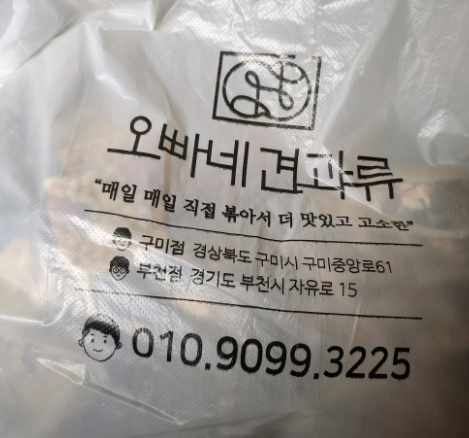 오빠네견과류
“매일 매일 직접 볶아서 더 맛있고 고소한”
구미점 경상북도 구미시 구미중앙로61
부천점 경기도 부천시 자유로 15
010.9099.3225